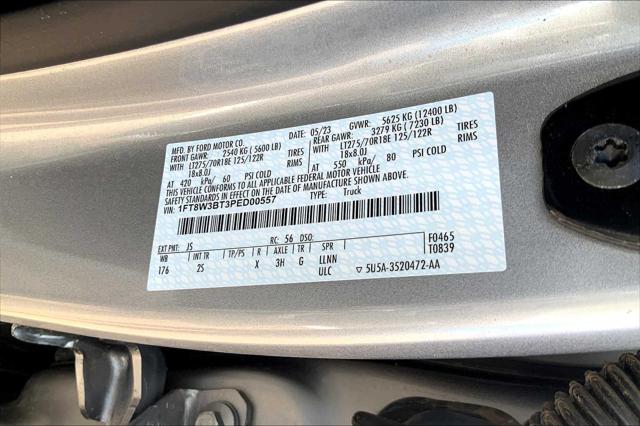 MFD. BY FORD MOTOR CO. DATE: 05/23 GVWR: 5625 KG (12400 LB)
FRONT GAWR: 2540 KG (5600 LB) REAR GAWR: 3279 KG (7230 LB)
LT275/70R18E 125/122R TIRES LT275/70R18E 125/122R TIRES
18x8.0J RIMS 18x8.0J RIMS
AT 420 kPa/ 60 PSI COLD AT 550 kPa/ 80 PSI COLD
THIS VEHICLE CONFORMS TO ALL APPLICABLE FEDERAL MOTOR VEHICLE
SAFETY STANDARDS IN EFFECT ON THE DATE OF MANUFACTURE SHOWN ABOVE.
VIN: 1FT8W3BT3PED00557 TYPE: Truck
EXT PNT: JS RC: 56 DSO: F0465
WB INT TR TP/PS R AXLE TR SPR T0839
176 2S X 3H G LLNN
ULC 5U5A-3520472-AA